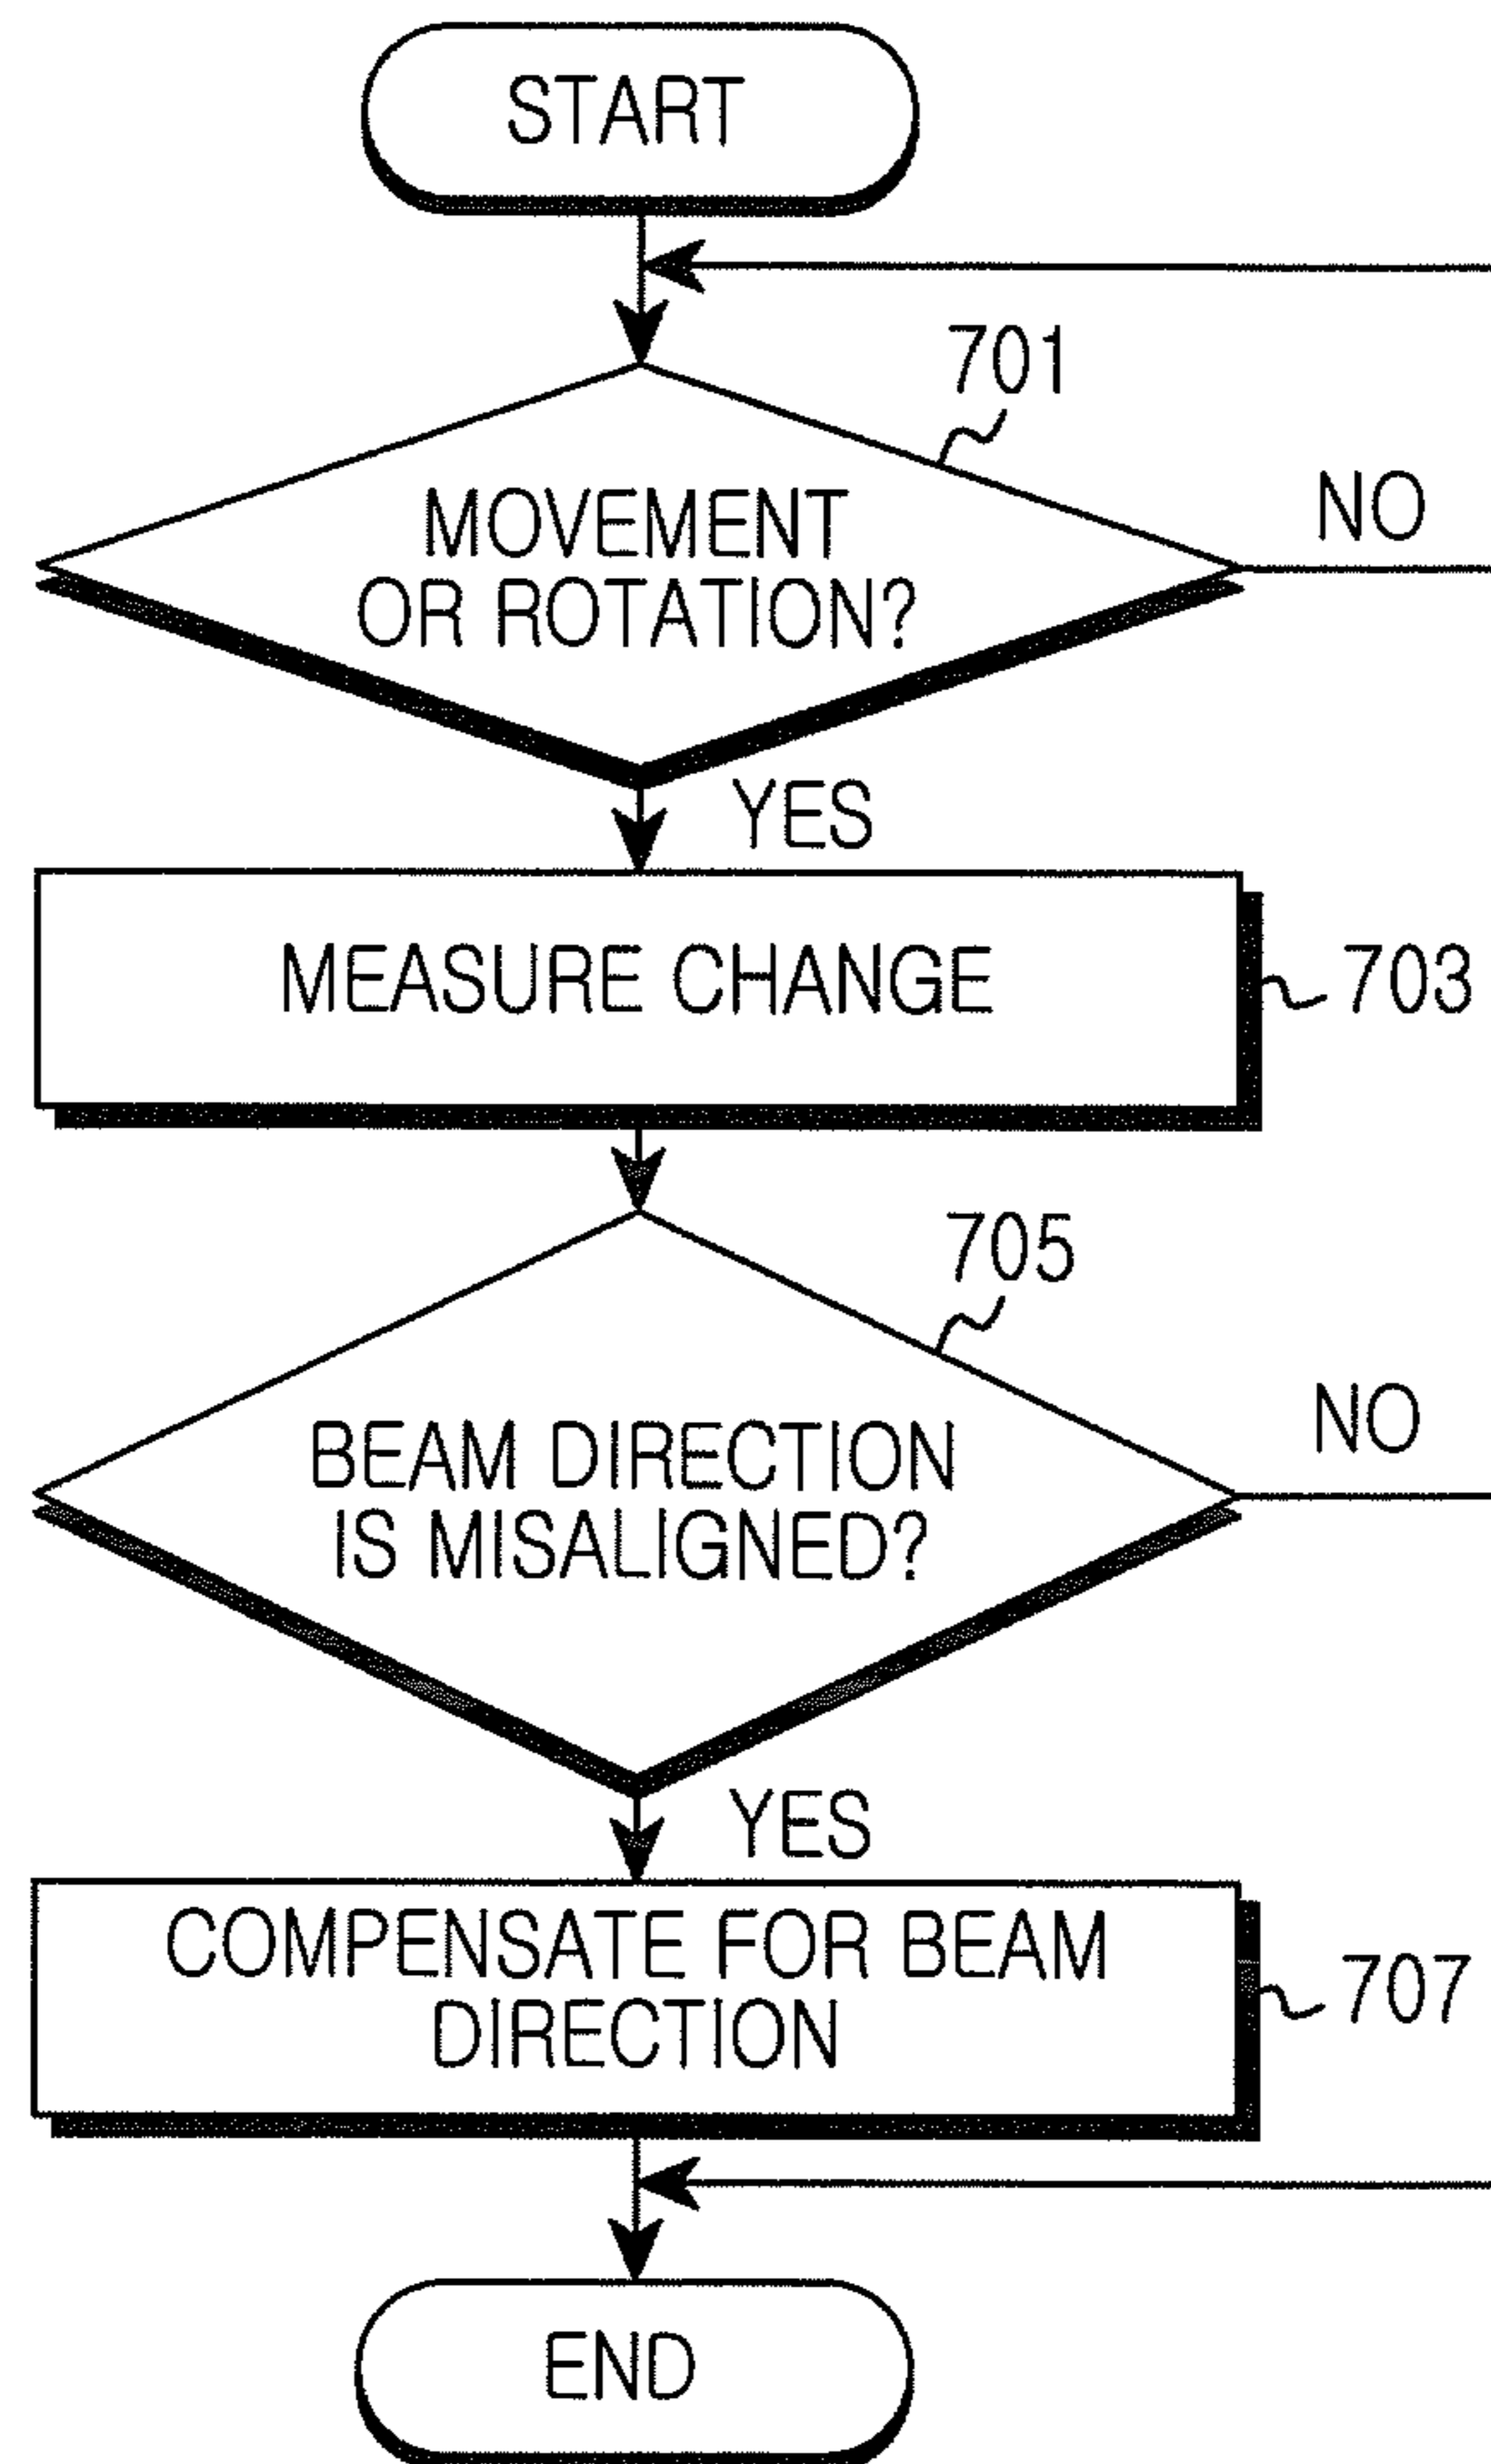 START
701
MOVEMENT
OR ROTATION?
NO
YES
MEASURE CHANGE
703
705
BEAM DIRECTION
IS MISALIGNED?
NO
YES
COMPENSATE FOR BEAM
DIRECTION
707
END